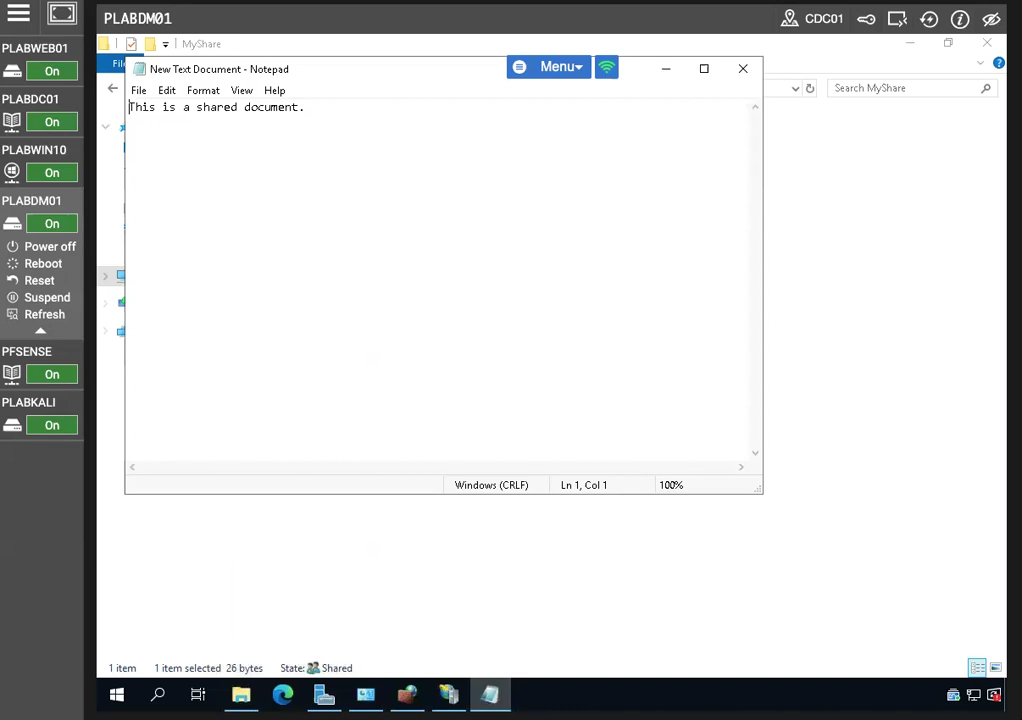 PLABDM01
CDC01
PLABWEB01
On
PLABDC01
On
PLABWIN10
On
PLABDM01
On
Power off
Reboot
Reset
Suspend
Refresh
PFSENSE
On
PLABKALI
On
MyShare
New Text Document - Notepad
Menu
File Edit Format View Help
Search MyShare
This is a shared document.
Windows (CRLF) Ln 1, Col 1 100%
1 item 1 item selected 26 bytes State: Shared